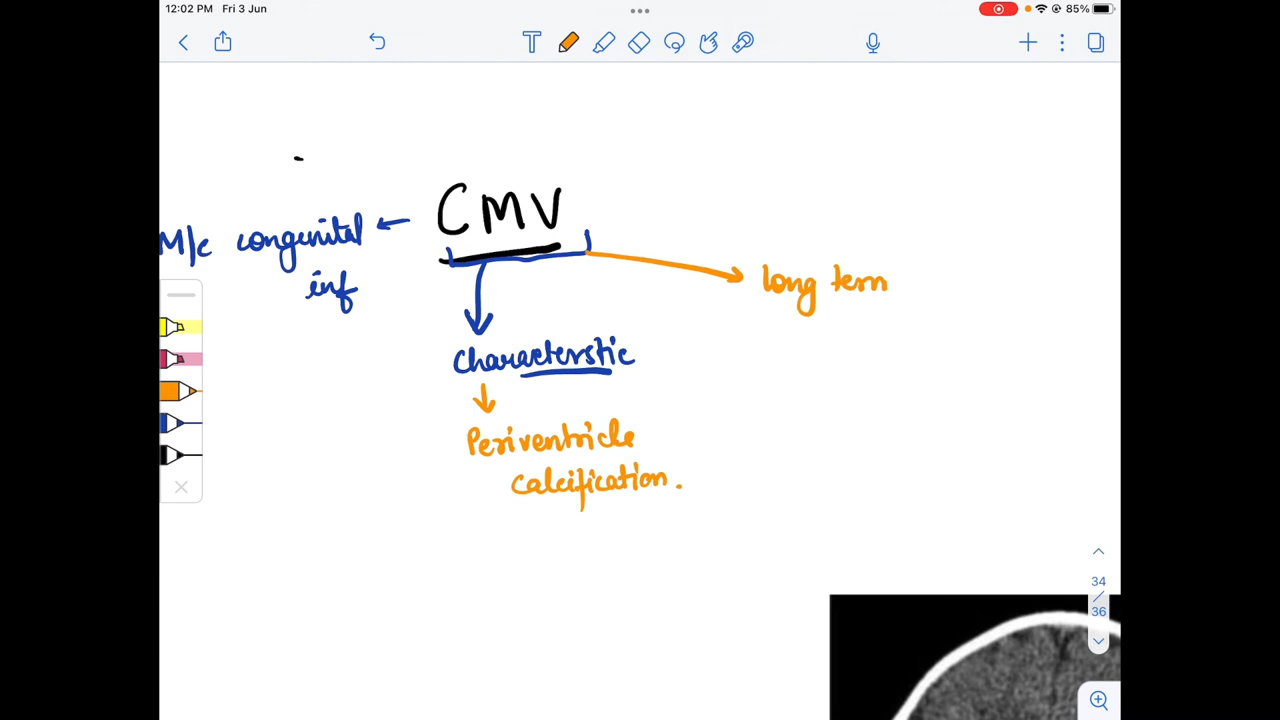 12:02 PM Fri 3 Jun
85%
T
CMV
M/c congenital
inf
long term
Characterstic
Periventricle
calcification.
34
36